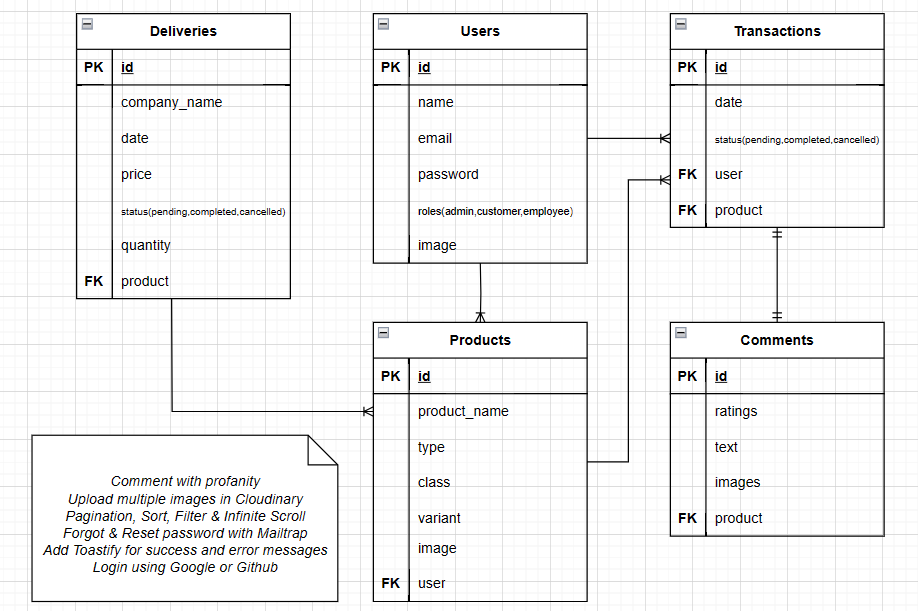 Deliveries
PK id
company_name
date
price
status(pending,completed,cancelled)
quantity
FK product
Users
PK id
name
email
password
roles(admin,customer,employee)
image
Transactions
PK id
date
status(pending,completed,cancelled)
FK user
FK product
Products
PK id
product_name
type
class
variant
image
FK user
Comments
PK id
ratings
text
images
FK product
Comment with profanity
Upload multiple images in Cloudinary
Pagination, Sort, Filter & Infinite Scroll
Forgot & Reset password with Mailtrap
Add Toastify for success and error messages
Login using Google or Github